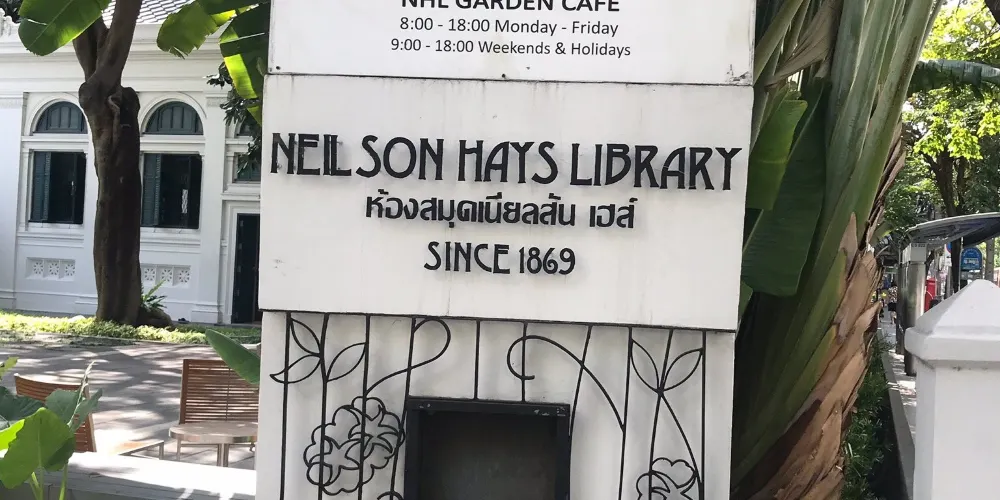 NHL GARDEN CAFE
8:00 - 18:00 Monday - Friday
9:00 - 18:00 Weekends & Holidays
NEILSON HAYS LIBRARY
ห้องสมุดเนียลสัน เฮส์
SINCE 1869